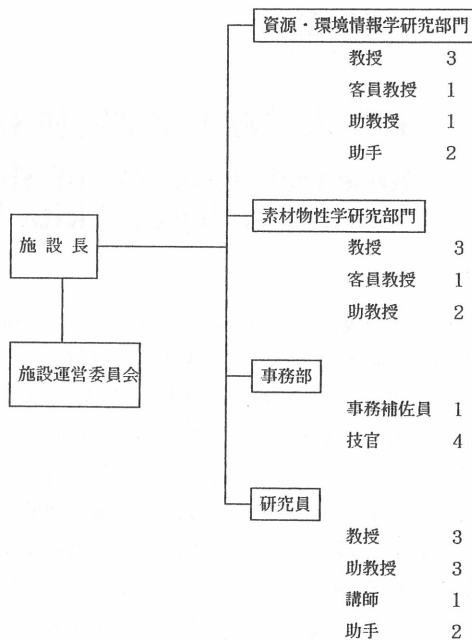 資源・環境情報学研究部門
教授 3
客員教授 1
助教授 1
助手 2
素材物性学研究部門
教授 3
客員教授 1
助教授 2
施設長
施設運営委員会
事務部
事務補佐員 1
技官 4
研究員
教授 3
助教授 3
講師 1
助手 2